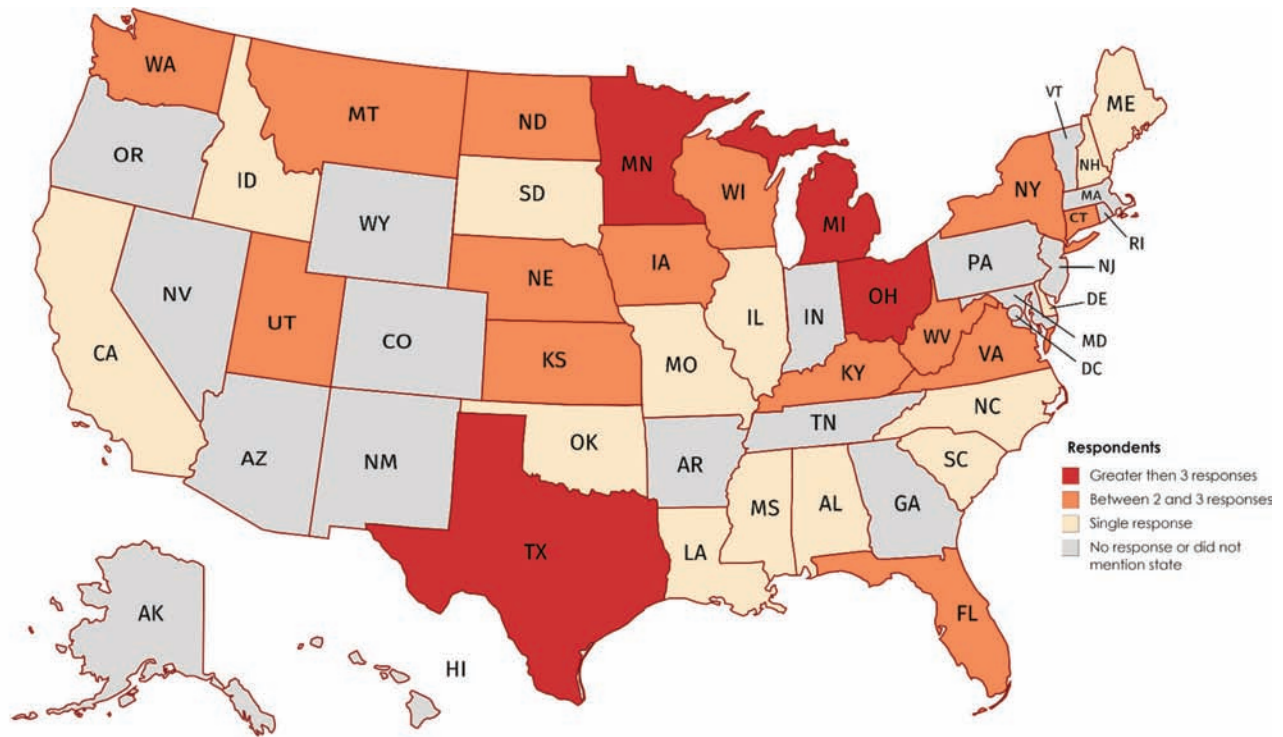 WA
MT
ND
MN
VT
ME
OR
ID
SD
WI
NH
NY
MA
MI
CT
WY
RI
IA
PA
NE
NJ
NV
OH
DE
IL
IN
UT
CO
WV
MD
CA
VA
KS
MO
KY
DC
NC
TN
OK
AZ
NM
AR
SC
MS
AL
GA
TX
LA
FL
AK
HI
Respondents
Greater then 3 responses
Between 2 and 3 responses
Single response
No response or did not
mention state